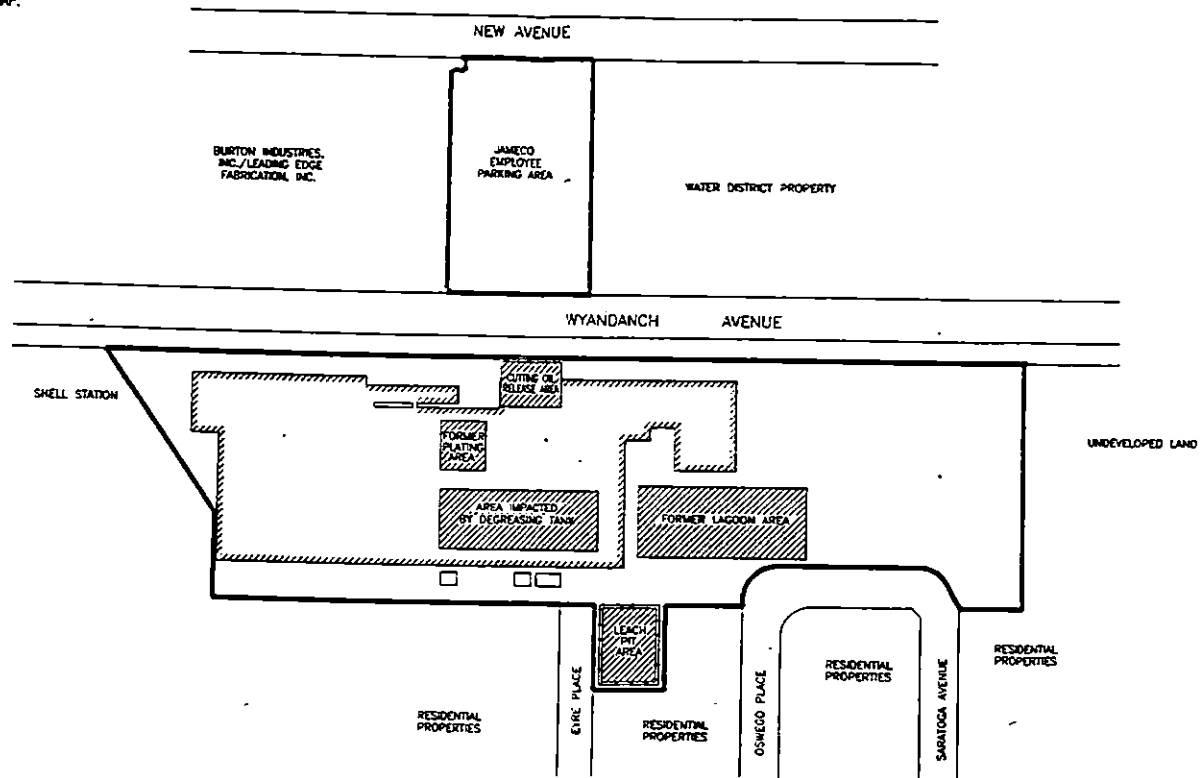 NEW AVENUE
BURTON INDUSTRIES,
INC./LEADING EDGE
FABRICATION, INC.
JAMECO
EMPLOYEE
PARKING AREA
WATER DISTRICT PROPERTY
WYANDANCH AVENUE
SHELL STATION
CUTTING OIL
RELEASE AREA
FORMER
PLATING
AREA
UNDEVELOPED LAND
AREA IMPACTED
BY DEGREASING TANK
FORMER LAGOON AREA
LEACH
PIT
AREA
RESIDENTIAL
PROPERTIES
EYRE PLACE
RESIDENTIAL
PROPERTIES
OSWEGO PLACE
RESIDENTIAL
PROPERTIES
SARATOGA AVENUE
RESIDENTIAL
PROPERTIES